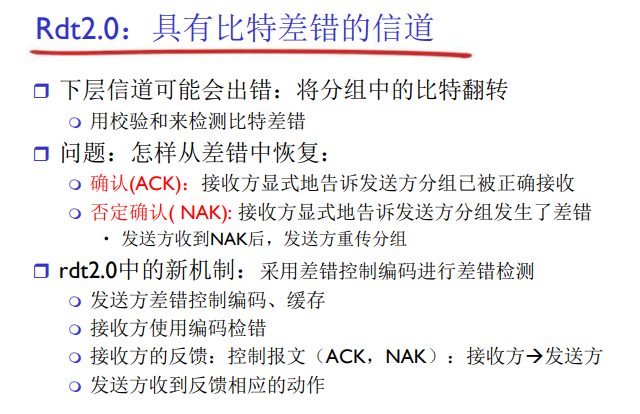 Rdt2.0：具有比特差错的信道
下层信道可能会出错：将分组中的比特翻转
用校验和来检测比特差错
问题：怎样从差错中恢复：
确认(ACK)：接收方显式地告诉发送方分组已被正确接收
否定确认( NAK): 接收方显式地告诉发送方分组发生了差错
• 发送方收到NAK后，发送方重传分组
rdt2.0中的新机制：采用差错控制编码进行差错检测
发送方差错控制编码、缓存
接收方使用编码检错
接收方的反馈：控制报文（ACK，NAK）：接收方→发送方
发送方收到反馈相应的动作